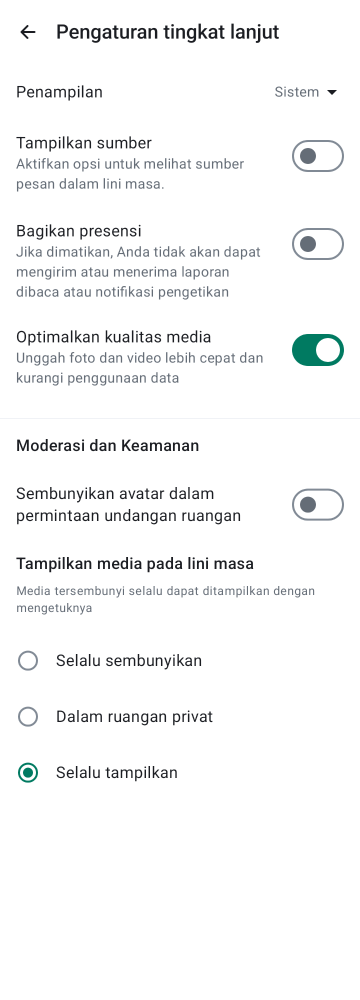 Pengaturan tingkat lanjut
Penampilan
Sistem
Tampilkan sumber
Aktifkan opsi untuk melihat sumber
pesan dalam lini masa.
Bagikan presensi
Jika dimatikan, Anda tidak akan dapat
mengirim atau menerima laporan
dibaca atau notifikasi pengetikan
Optimalkan kualitas media
Unggah foto dan video lebih cepat dan
kurangi penggunaan data
Moderasi dan Keamanan
Sembunyikan avatar dalam
permintaan undangan ruangan
Tampilkan media pada lini masa
Media tersembunyi selalu dapat ditampilkan dengan
mengetuknya
Selalu sembunyikan
Dalam ruangan privat
Selalu tampilkan